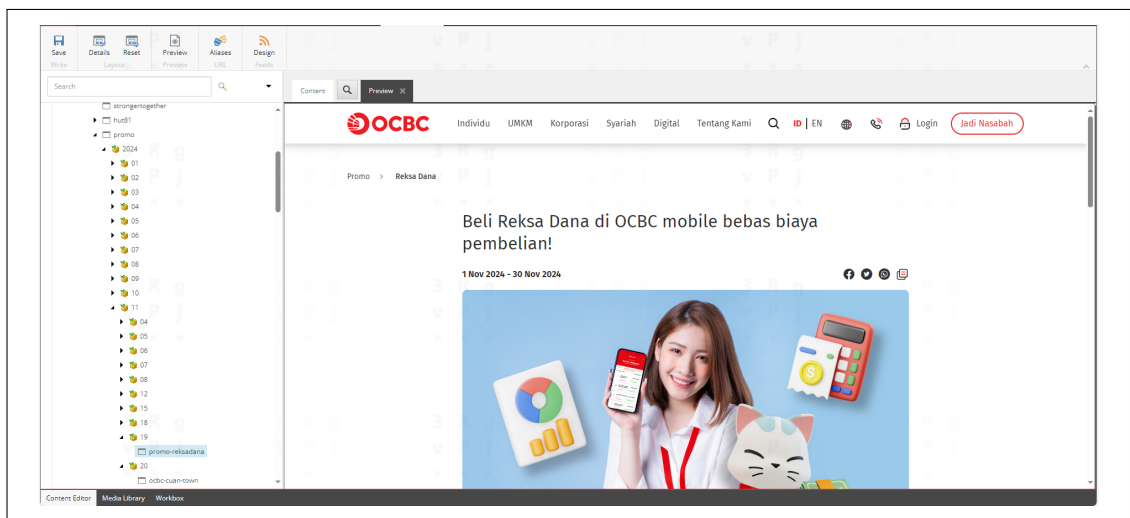 Save Details Reset Preview Aliases Design
Write Layout Preview URL Feeds
Search
Content Preview
strongertogether
hut81
promo
2024
01
02
03
04
05
06
07
08
09
10
11
04
05
06
07
08
12
15
18
19
promo-reksadana
20
ocbc-cuan-town
Content Editor Media Library Workbox
OCBC Individu UMKM Korporasi Syariah Digital Tentang Kami ID | EN Login Jadi Nasabah
Promo > Reksa Dana
Beli Reksa Dana di OCBC mobile bebas biaya
pembelian!
1 Nov 2024 - 30 Nov 2024